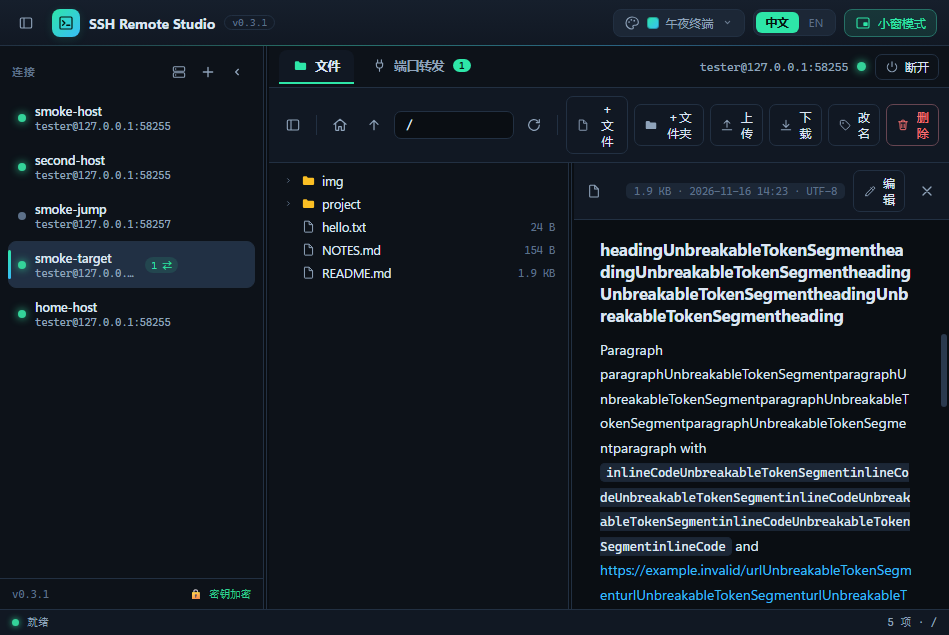 SSH Remote Studio v0.3.1 午夜终端 中文 EN 小窗模式
连接
文件 端口转发 1 tester@127.0.0.1:58255 断开
smoke-host
tester@127.0.0.1:58255
second-host
tester@127.0.0.1:58255
smoke-jump
tester@127.0.0.1:58257
smoke-target
tester@127.0.0.… 1
home-host
tester@127.0.0.1:58255
v0.3.1 密钥加密
/
+
文
件
+文
件夹
上
传
下
载
改
名
删
除
img
project
hello.txt 24 B
NOTES.md 154 B
README.md 1.9 KB
1.9 KB · 2026-11-16 14:23 · UTF-8
编
辑
headingUnbreakableTokenSegmenthea
dingUnbreakableTokenSegmentheading
UnbreakableTokenSegmentheadingUnb
reakableTokenSegmentheading
Paragraph
paragraphUnbreakableTokenSegmentparagraphU
nbreakableTokenSegmentparagraphUnbreakableT
okenSegmentparagraphUnbreakableTokenSegme
ntparagraph with
inlineCodeUnbreakableTokenSegmentinlineCo
deUnbreakableTokenSegmentinlineCodeUnbreak
ableTokenSegmentinlineCodeUnbreakableToken
SegmentinlineCode and
https://example.invalid/urlUnbreakableTokenSegm
enturlUnbreakableTokenSegmenturlUnbreakableT
就绪
5 项 · /